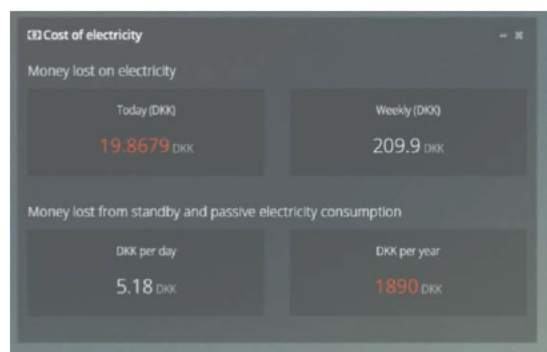 Cost of electricity
Money lost on electricity
Today (DKK) Weekly (DKK)
19.8679 DKK 209.9 DKK
Money lost from standby and passive electricity consumption
DKK per day DKK per year
5.18 DKK 1890 DKK